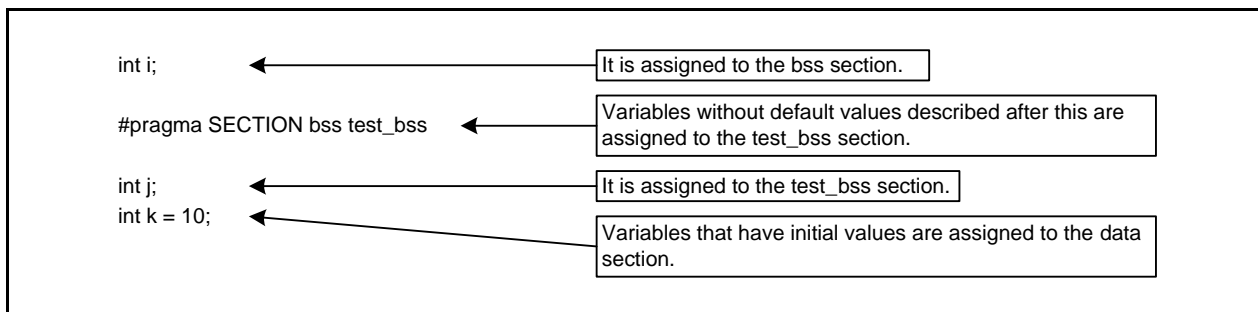 int i;
It is assigned to the bss section.
#pragma SECTION bss test_bss
Variables without default values described after this are
assigned to the test_bss section.
int j;
It is assigned to the test_bss section.
int k = 10;
Variables that have initial values are assigned to the data
section.